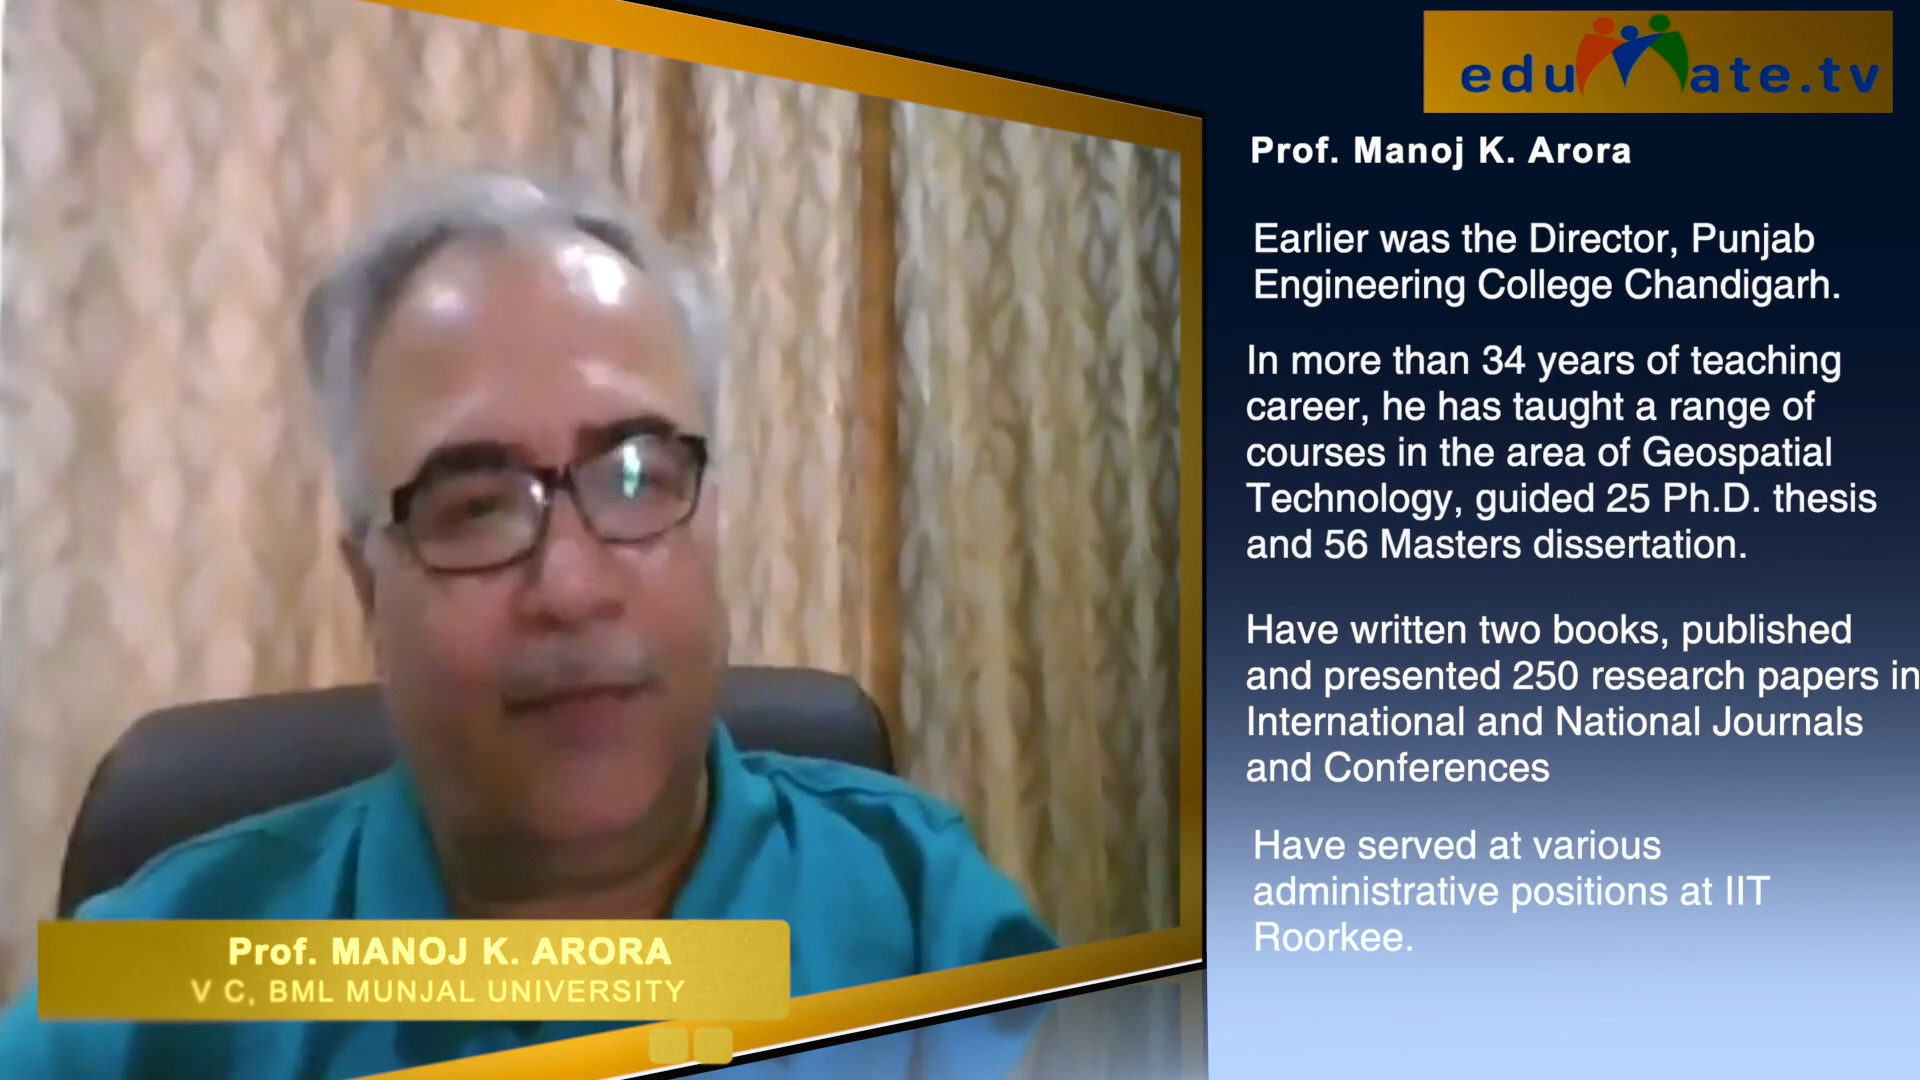 edumate.tv
Prof. Manoj K. Arora
Earlier was the Director, Punjab
Engineering College Chandigarh.
In more than 34 years of teaching
career, he has taught a range of
courses in the area of Geospatial
Technology, guided 25 Ph.D. thesis
and 56 Masters dissertation.
Have written two books, published
and presented 250 research papers in
International and National Journals
and Conferences
Have served at various
administrative positions at IIT
Roorkee.
Prof. MANOJ K. ARORA
V C, BML MUNJAL UNIVERSITY